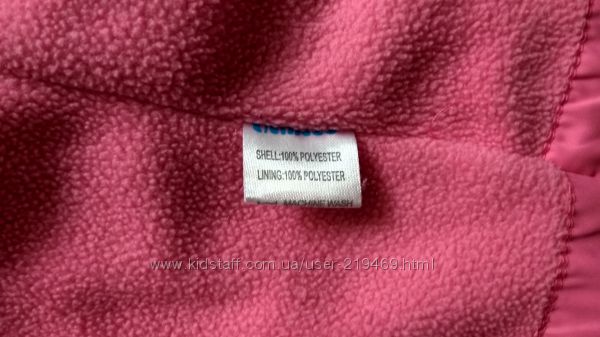 SHELL:100% POLYESTER
LINING:100% POLYESTER
MACHINE WASH
www.kidstaff.com.ua/user-219469.html